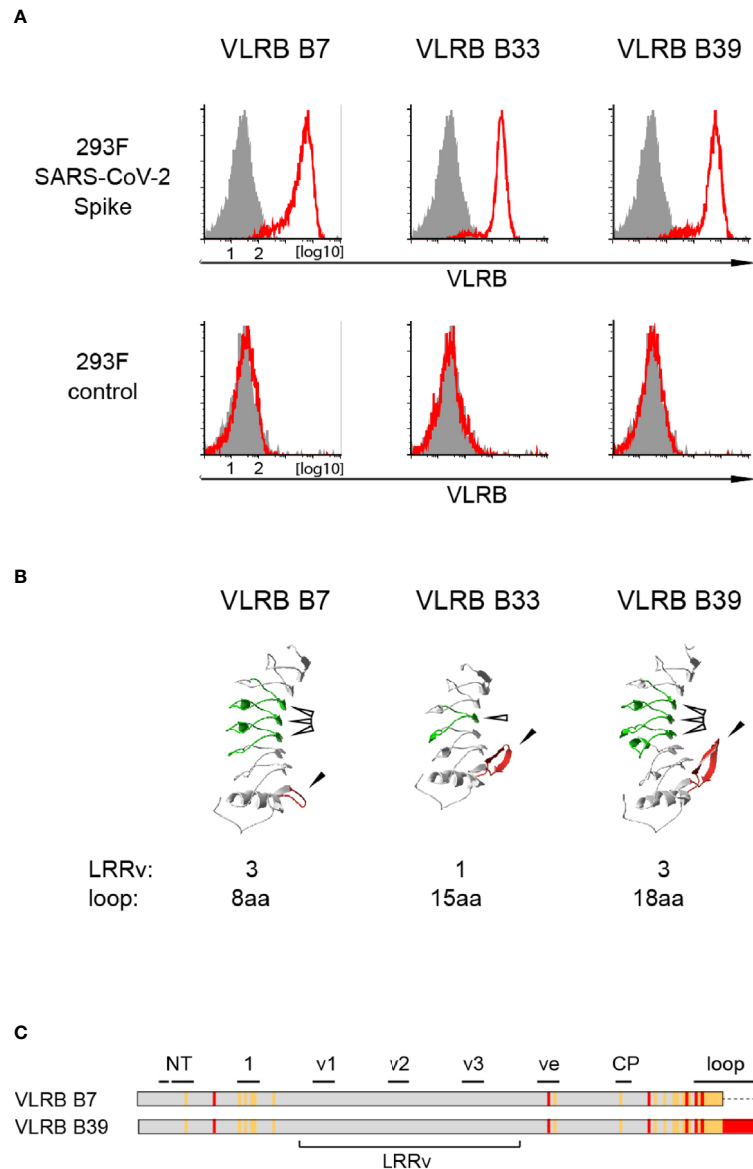 A
VLRB B7 VLRB B33 VLRB B39
293F
SARS-CoV-2
Spike
1 2 [log10]
VLRB
293F
control
1 2 [log10]
VLRB
B
VLRB B7 VLRB B33 VLRB B39
LRRv: 3 1 3
loop: 8aa 15aa 18aa
C
NT 1 v1 v2 v3 ve CP loop
VLRB B7
VLRB B39
LRRv